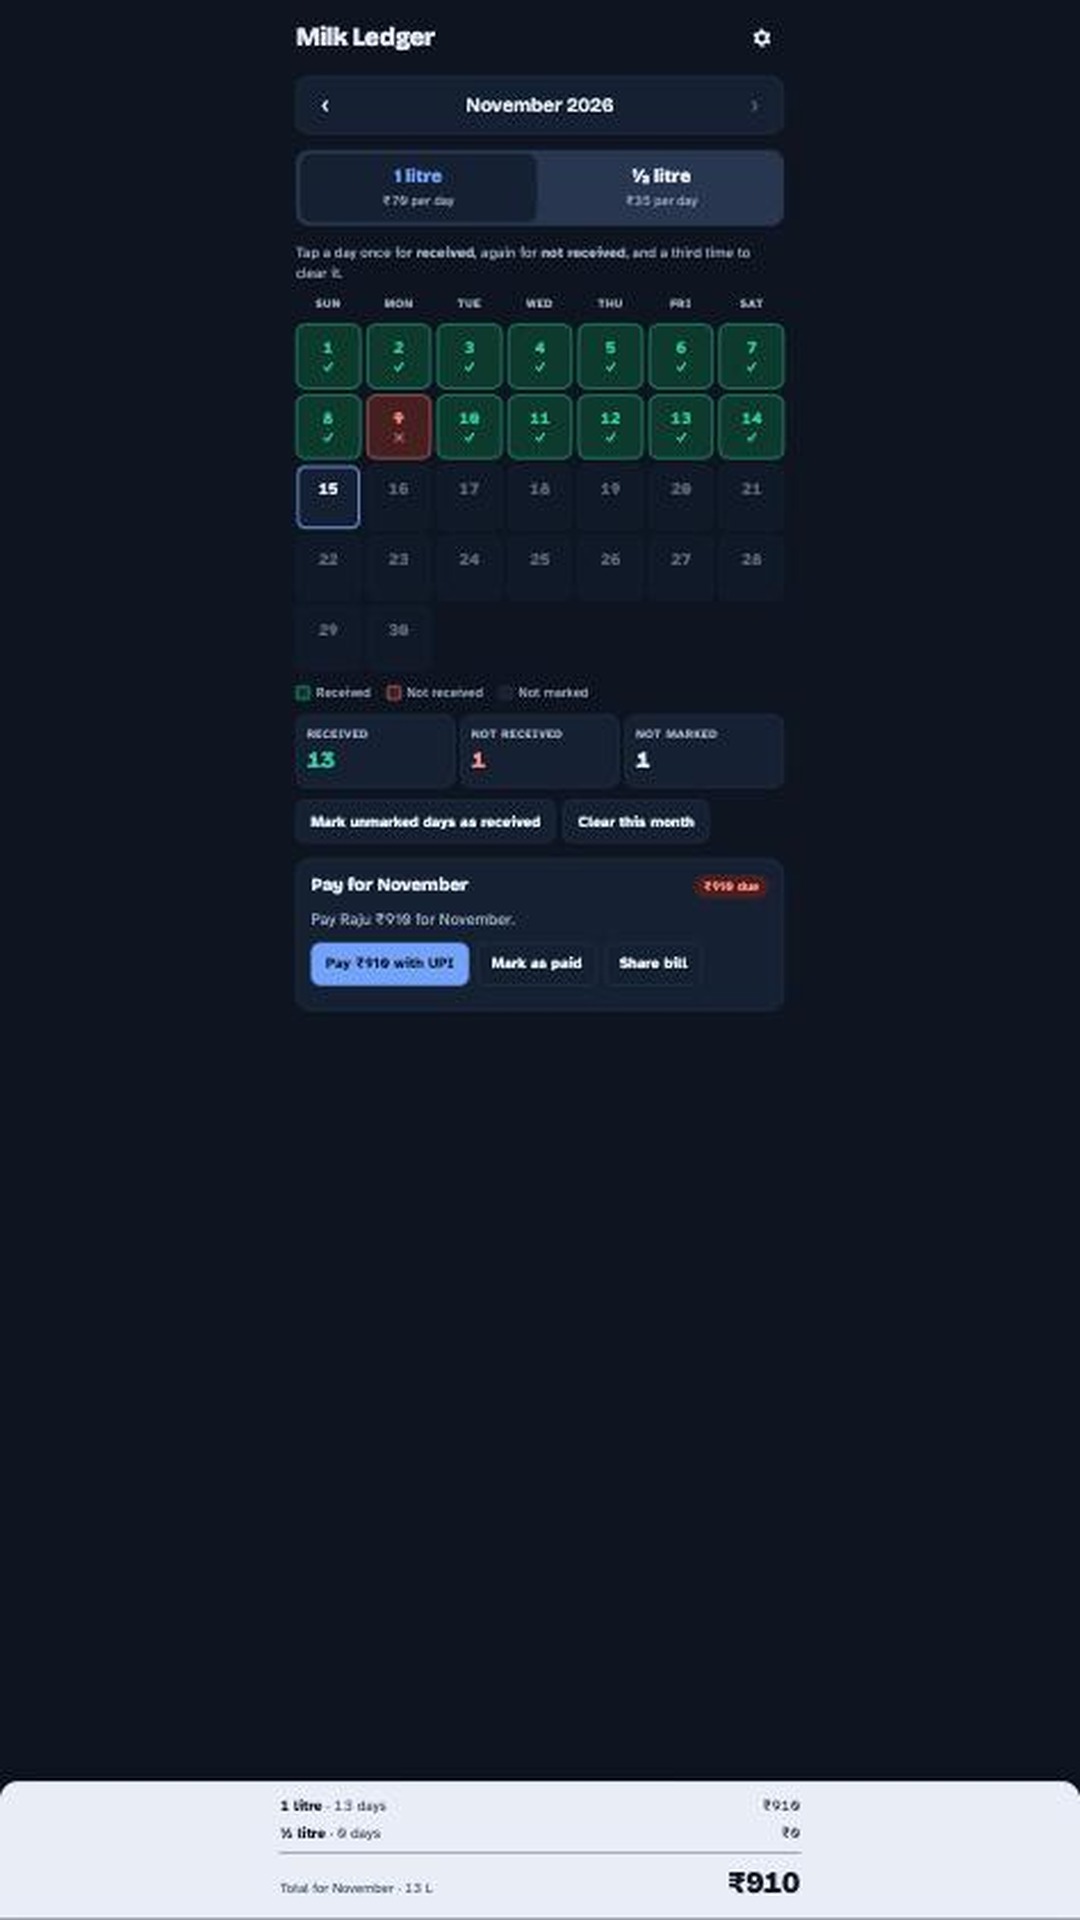 Milk Ledger
November 2026
1 litre
½ litre
₹70 per day
₹35 per day
Tap a day once for received, again for not received, and a third time to
clear it.
SUN MON TUE WED THU FRI SAT
1 2 3 4 5 6 7
8 9 10 11 12 13 14
15 16 17 18 19 20 21
22 23 24 25 26 27 28
29 30
Received Not received Not marked
RECEIVED NOT RECEIVED NOT MARKED
13 1 1
Mark unmarked days as received Clear this month
Pay for November ₹910 due
Pay Raju ₹910 for November.
Pay ₹910 with UPI Mark as paid Share bill
1 litre · 13 days ₹910
½ litre · 0 days ₹0
Total for November · 13 L ₹910